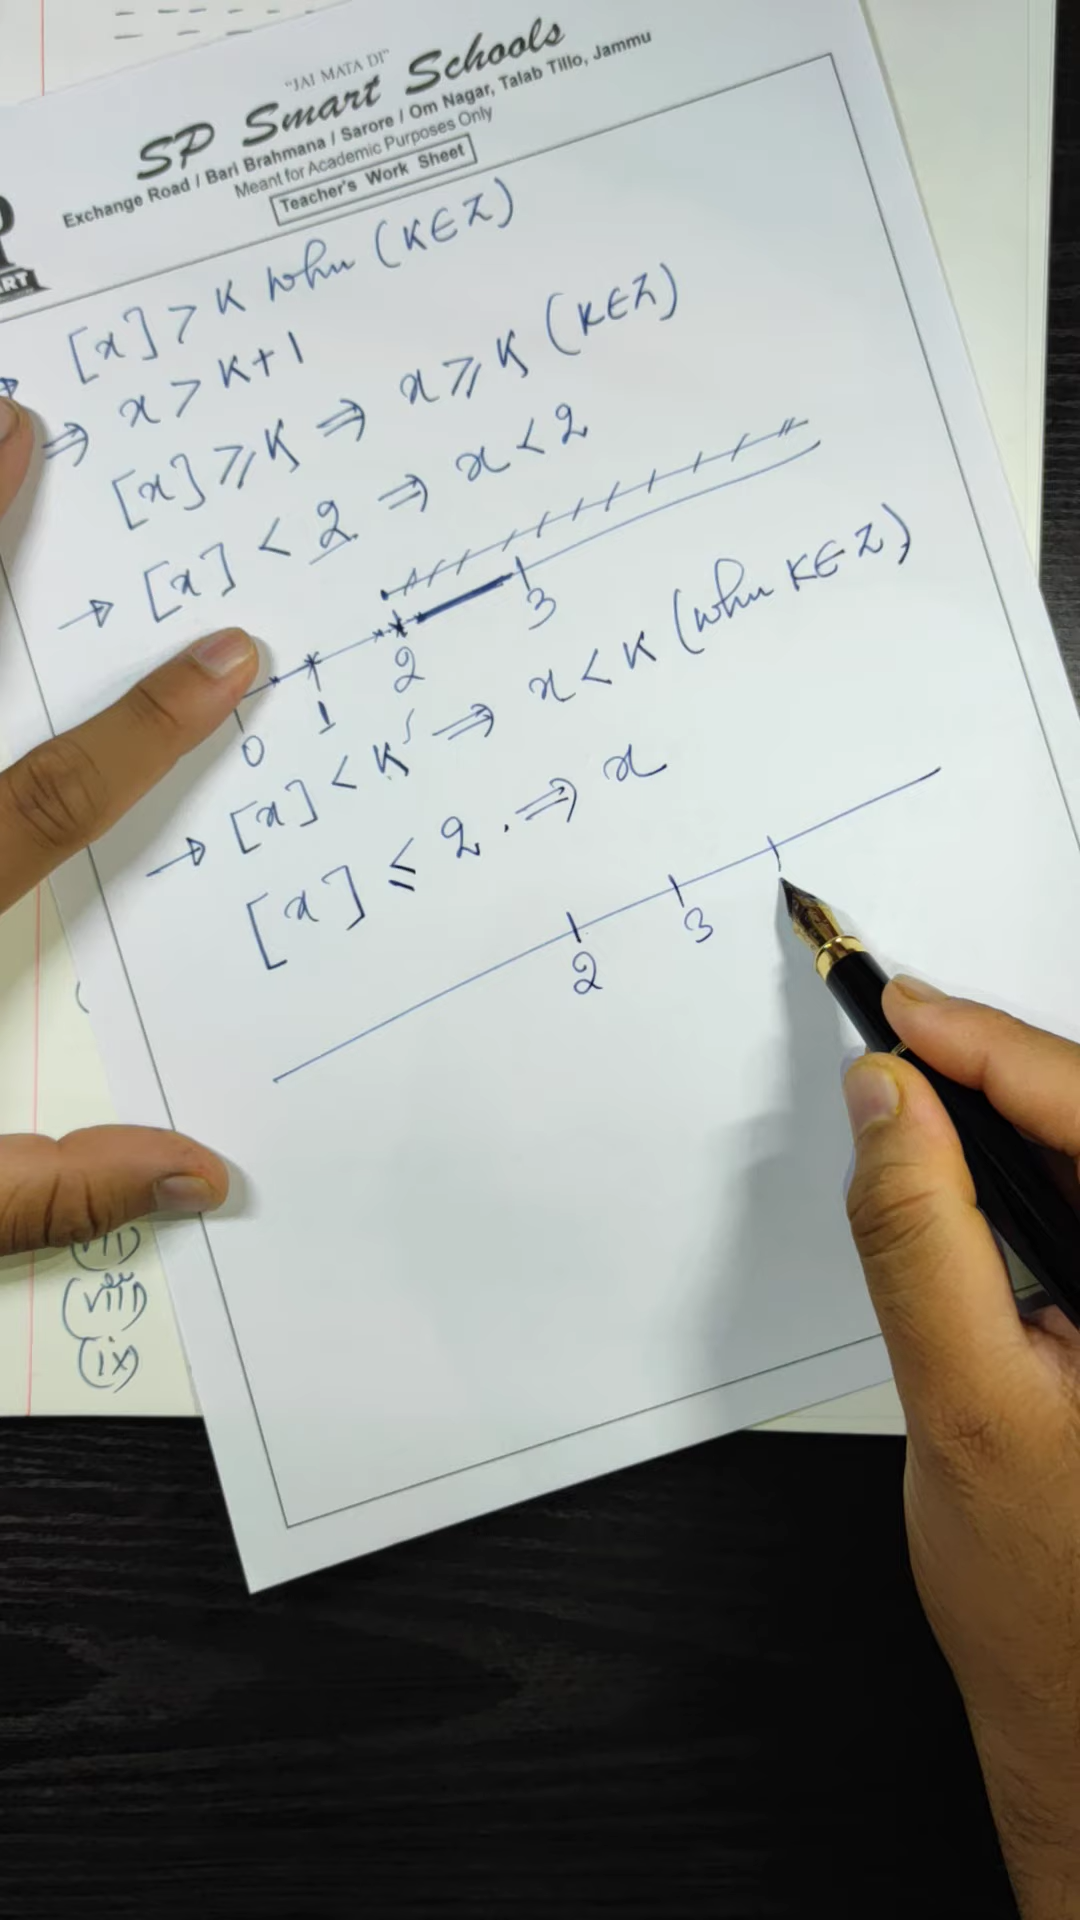 "JAI MATA DI"
SP Smart Schools
Exchange Road / Bari Brahmana / Sarore / Om Nagar, Talab Tillo, Jammu
Meant for Academic Purposes Only
Teacher's Work Sheet
ART
[x] > K when (K∈Z)
⇒ x > K+1
[x] ⩾ K ⇒ x ⩾ K (K∈Z)
→ [x] < 2 ⇒ x < 2
0 1 2 3
→ [x] < K ⇒ x < K (when K∈Z)
[x] ≤ 2 . ⇒ x
2 3
(vii)
(viii)
(ix)